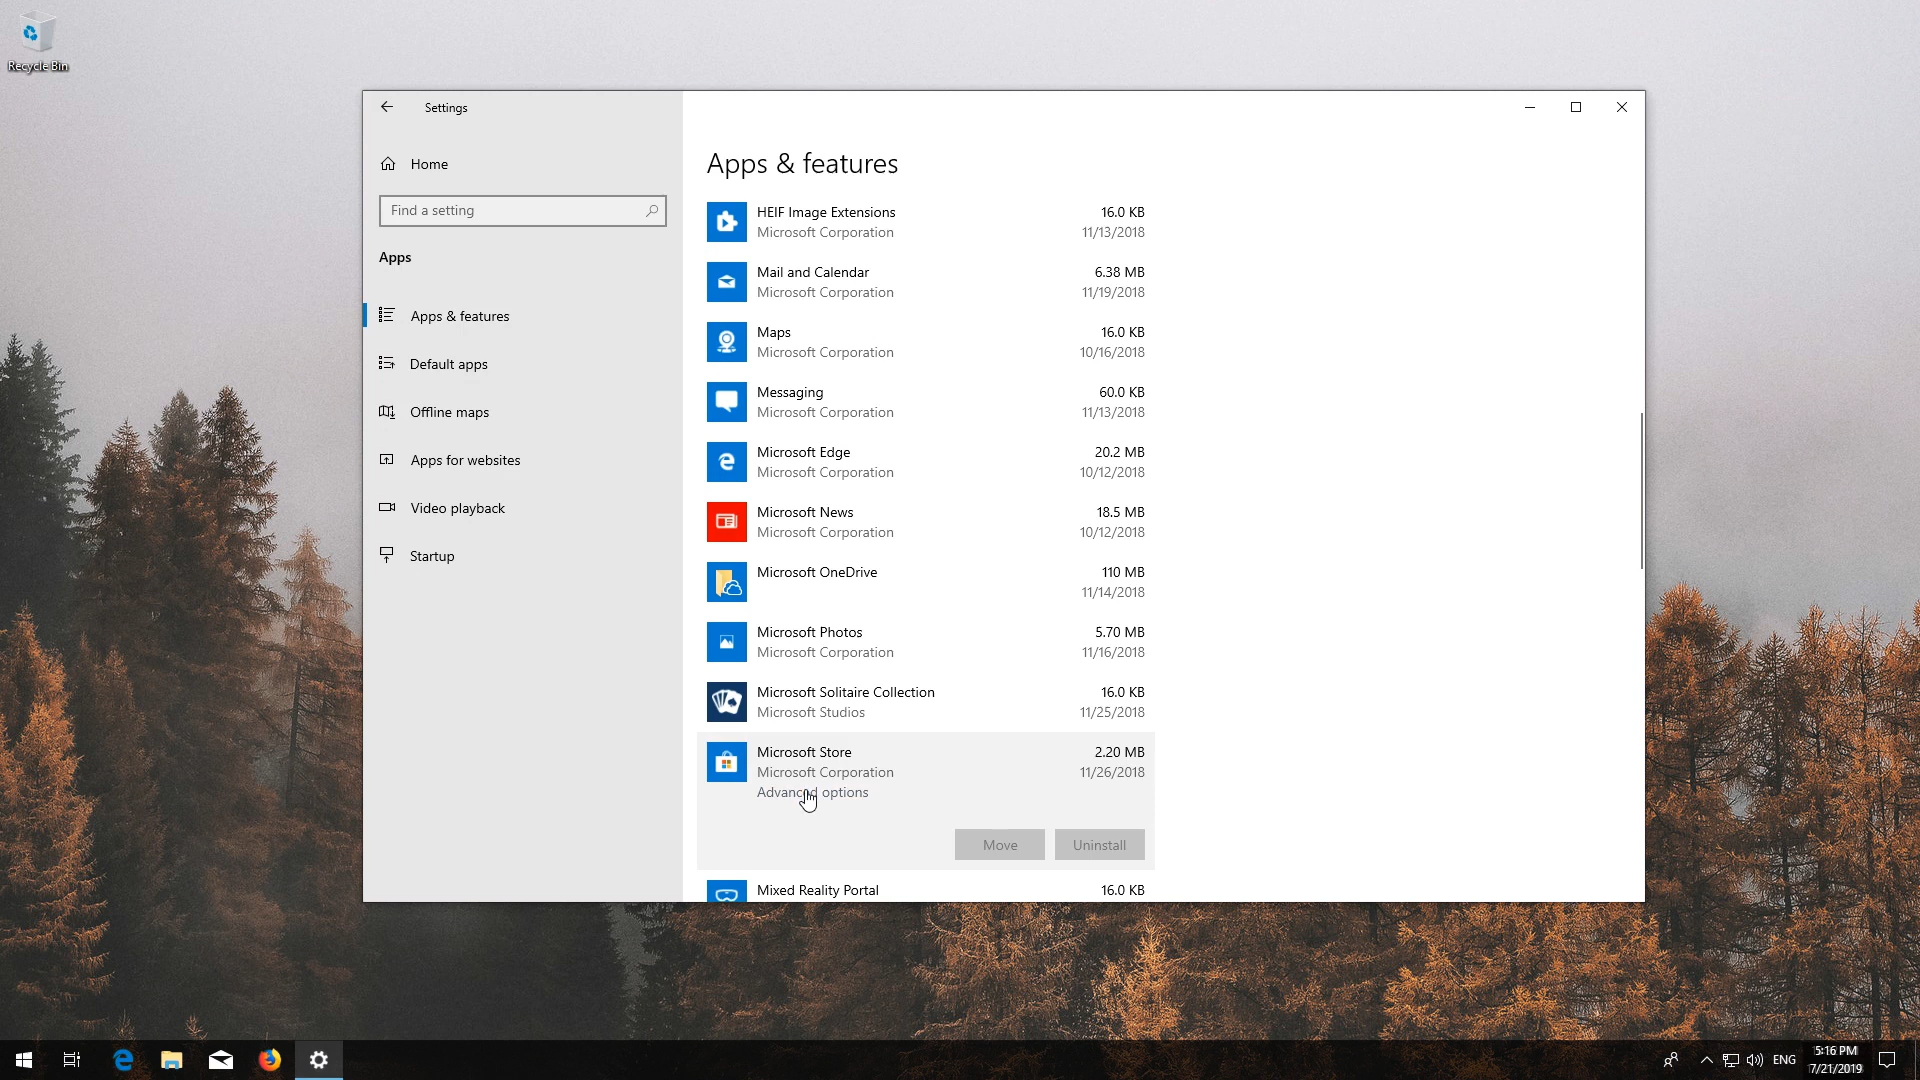 Recycle Bin
Settings
Home
Find a setting
Apps
Apps & features
Default apps
Offline maps
Apps for websites
Video playback
Startup
Apps & features
HEIF Image Extensions 16.0 KB
Microsoft Corporation 11/13/2018
Mail and Calendar 6.38 MB
Microsoft Corporation 11/19/2018
Maps 16.0 KB
Microsoft Corporation 10/16/2018
Messaging 60.0 KB
Microsoft Corporation 11/13/2018
Microsoft Edge 20.2 MB
Microsoft Corporation 10/12/2018
Microsoft News 18.5 MB
Microsoft Corporation 10/12/2018
Microsoft OneDrive 110 MB
11/14/2018
Microsoft Photos 5.70 MB
Microsoft Corporation 11/16/2018
Microsoft Solitaire Collection 16.0 KB
Microsoft Studios 11/25/2018
Microsoft Store 2.20 MB
Microsoft Corporation 11/26/2018
Advanced options
Move Uninstall
Mixed Reality Portal 16.0 KB
ENG
5:16 PM
7/21/2019